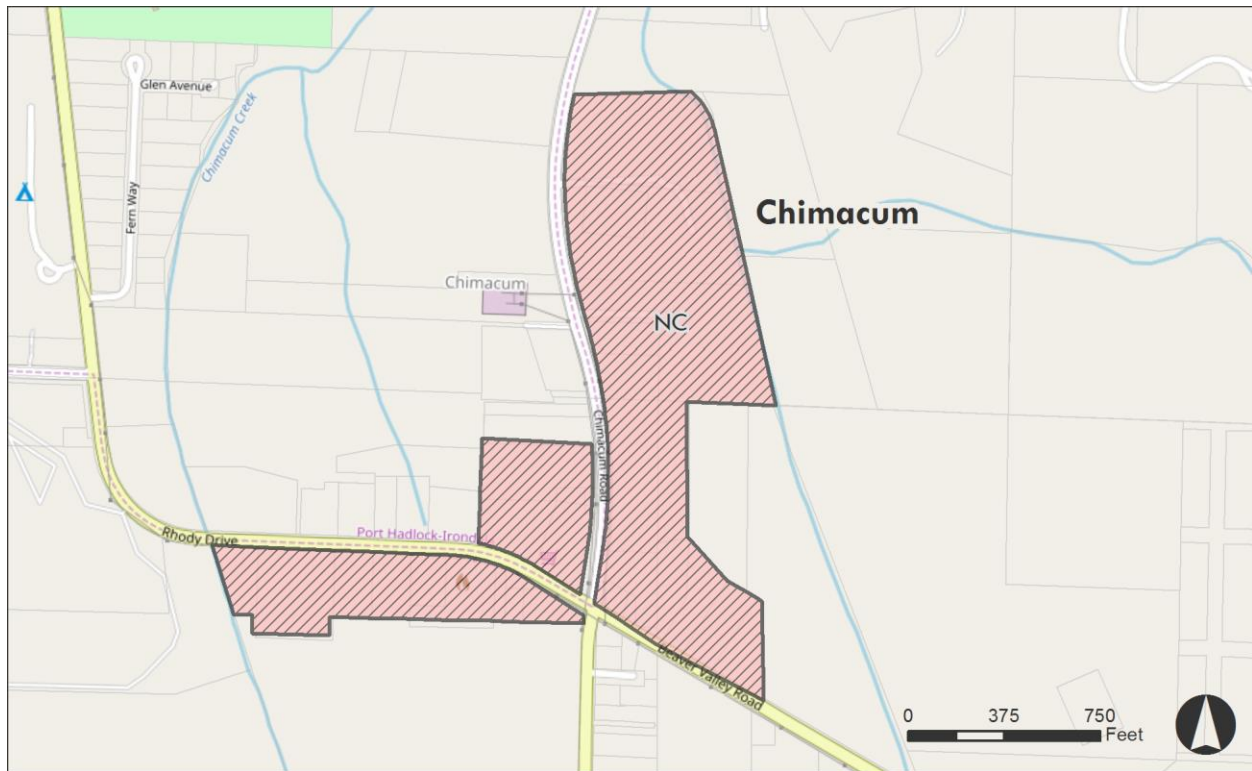 Glen Avenue
Chimacum Creek
Fern Way
Chimacum
Chimacum
NC
Chimacum Road
Port Hadlock-Irond
Rhody Drive
Beaver Valley Road
0 375 750
Feet